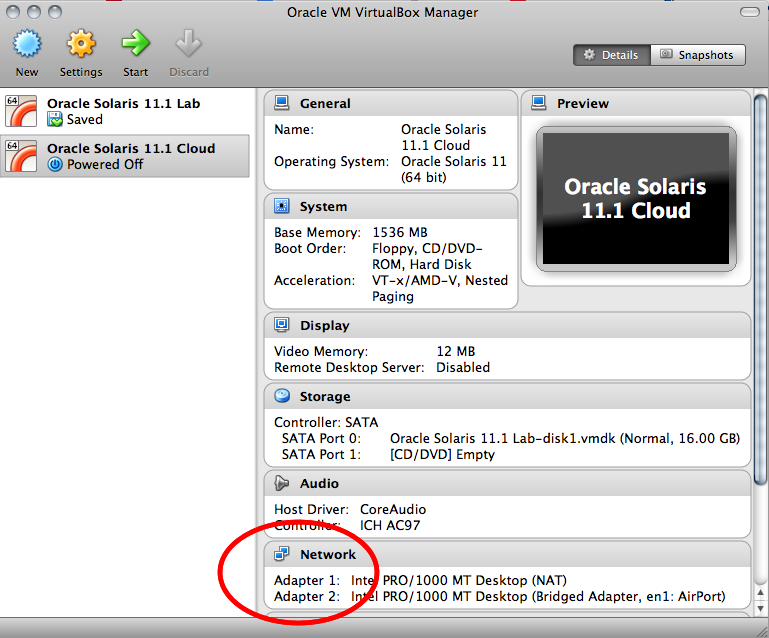 Oracle VM VirtualBox Manager
New
Settings
Start
Discard
Details
Snapshots
64
Oracle Solaris 11.1 Lab
Saved
64
Oracle Solaris 11.1 Cloud
Powered Off
General
Name: Oracle Solaris
11.1 Cloud
Operating System: Oracle Solaris 11
(64 bit)
System
Base Memory: 1536 MB
Boot Order: Floppy, CD/DVD-
ROM, Hard Disk
Acceleration: VT-x/AMD-V, Nested
Paging
Preview
Oracle Solaris
11.1 Cloud
Display
Video Memory: 12 MB
Remote Desktop Server: Disabled
Storage
Controller: SATA
SATA Port 0: Oracle Solaris 11.1 Lab-disk1.vmdk (Normal, 16.00 GB)
SATA Port 1: [CD/DVD] Empty
Audio
Host Driver: CoreAudio
Controller: ICH AC97
Network
Adapter 1: Intel PRO/1000 MT Desktop (NAT)
Adapter 2: Intel PRO/1000 MT Desktop (Bridged Adapter, en1: AirPort)